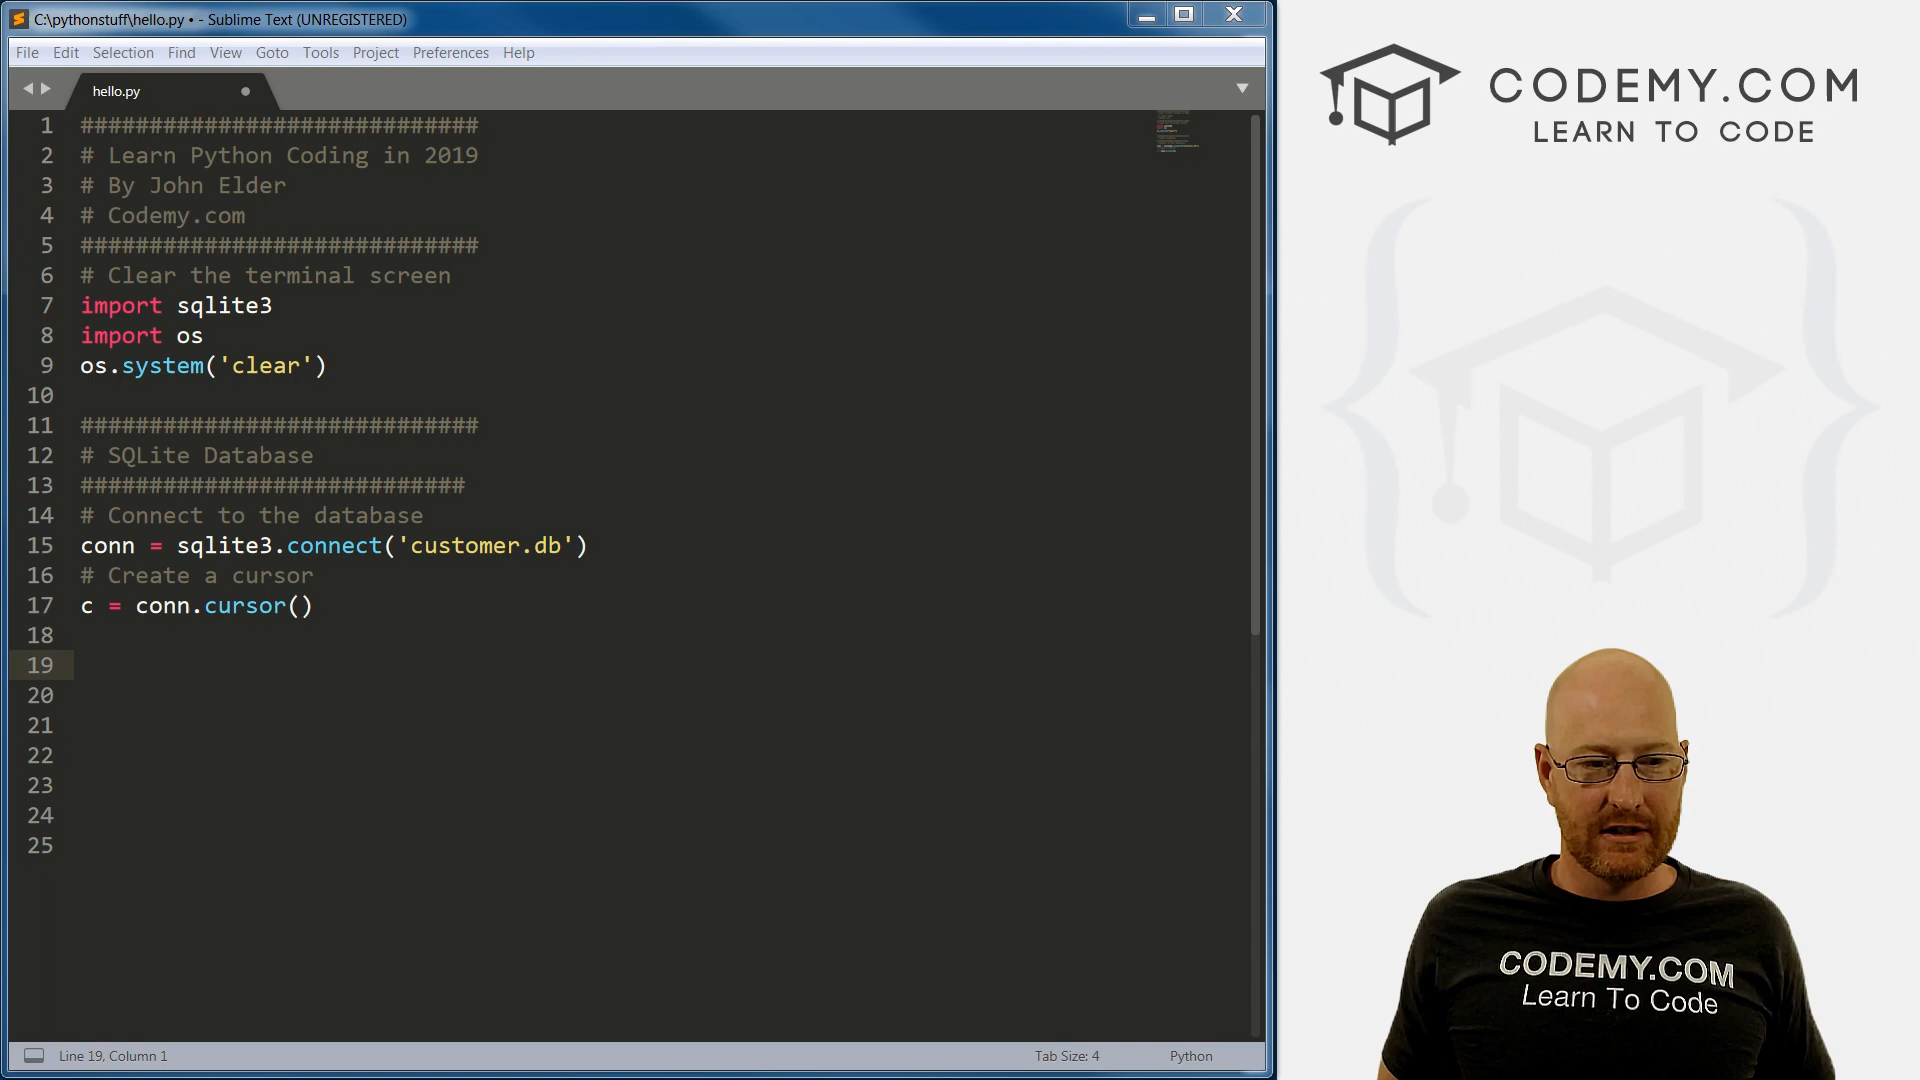 C:\pythonstuff\hello.py • - Sublime Text (UNREGISTERED)
File Edit Selection Find View Goto Tools Project Preferences Help
hello.py
1 #############################
2 # Learn Python Coding in 2019
3 # By John Elder
4 # Codemy.com
5 #############################
6 # Clear the terminal screen
7 import sqlite3
8 import os
9 os.system('clear')
10
11 #############################
12 # SQLite Database
13 ############################
14 # Connect to the database
15 conn = sqlite3.connect('customer.db')
16 # Create a cursor
17 c = conn.cursor()
18
19
20
21
22
23
24
25
Line 19, Column 1 Tab Size: 4 Python
CODEMY.COM
LEARN TO CODE
CODEMY.COM
Learn To Code